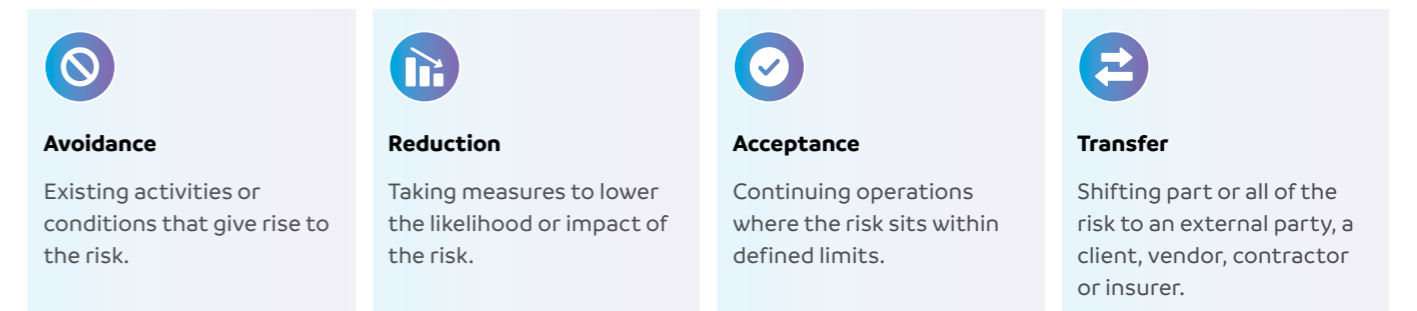 Avoidance
Existing activities or
conditions that give rise to
the risk.
Reduction
Taking measures to lower
the likelihood or impact of
the risk.
Acceptance
Continuing operations
where the risk sits within
defined limits.
Transfer
Shifting part or all of the
risk to an external party, a
client, vendor, contractor
or insurer.